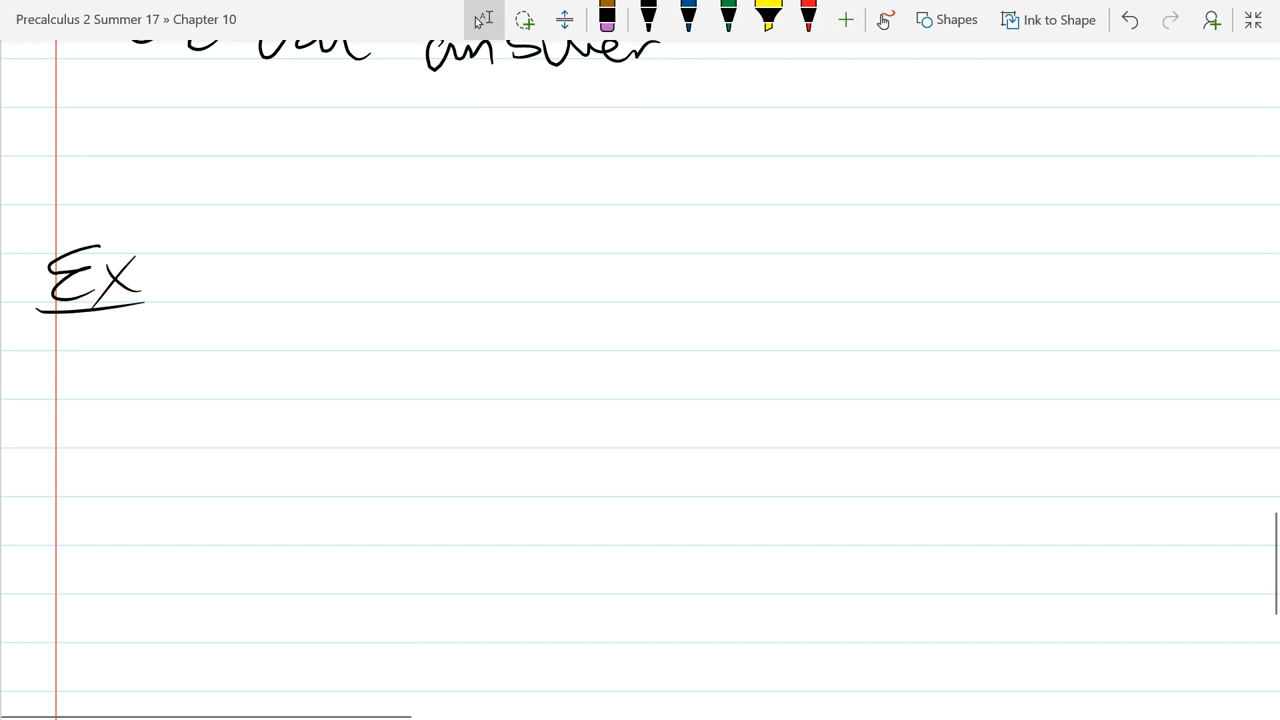 Precalculus 2 Summer 17 » Chapter 10
Shapes
Ink to Shape
answer
Ex